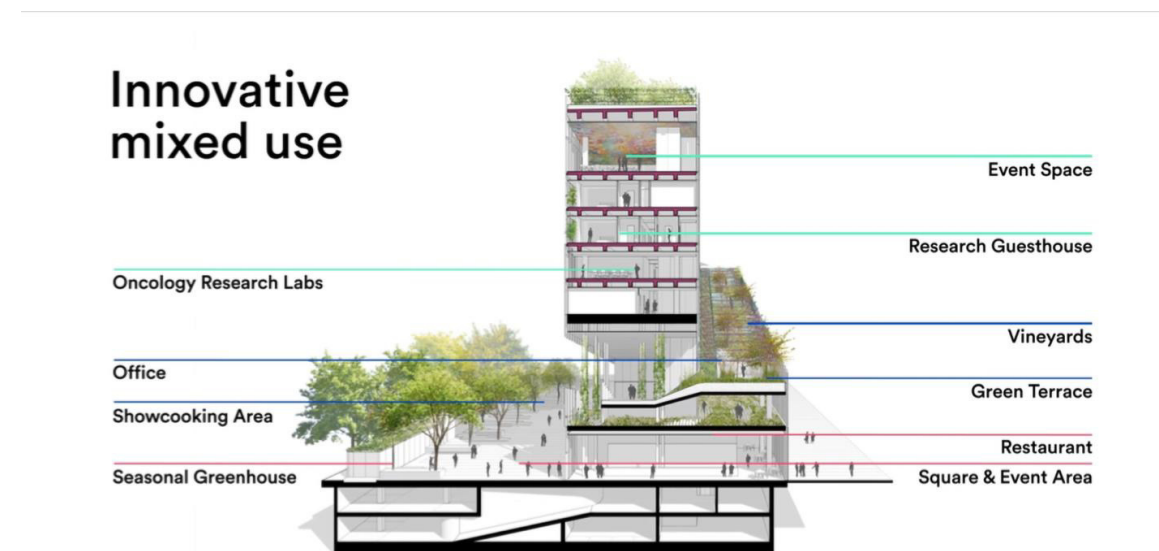 Innovative
mixed use
Event Space
Research Guesthouse
Oncology Research Labs
Vineyards
Office
Green Terrace
Showcooking Area
Restaurant
Seasonal Greenhouse
Square & Event Area